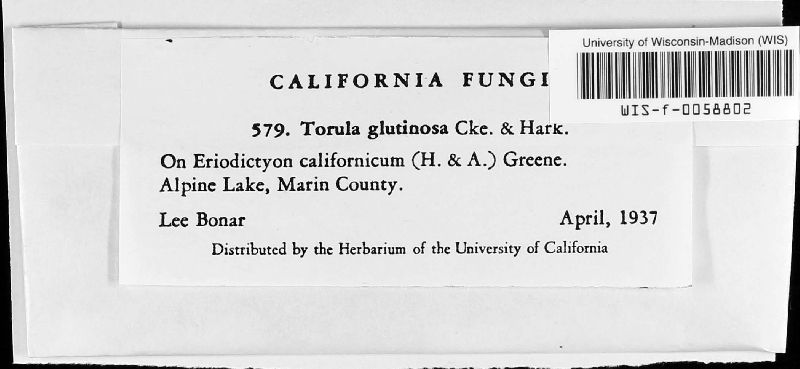 University of Wisconsin-Madison (WIS)
WIS-f-0058802
CALIFORNIA FUNGI
579. Torula glutinosa Cke. & Hark.
On Eriodictyon californicum (H. & A.) Greene.
Alpine Lake, Marin County.
Lee Bonar April, 1937
Distributed by the Herbarium of the University of California